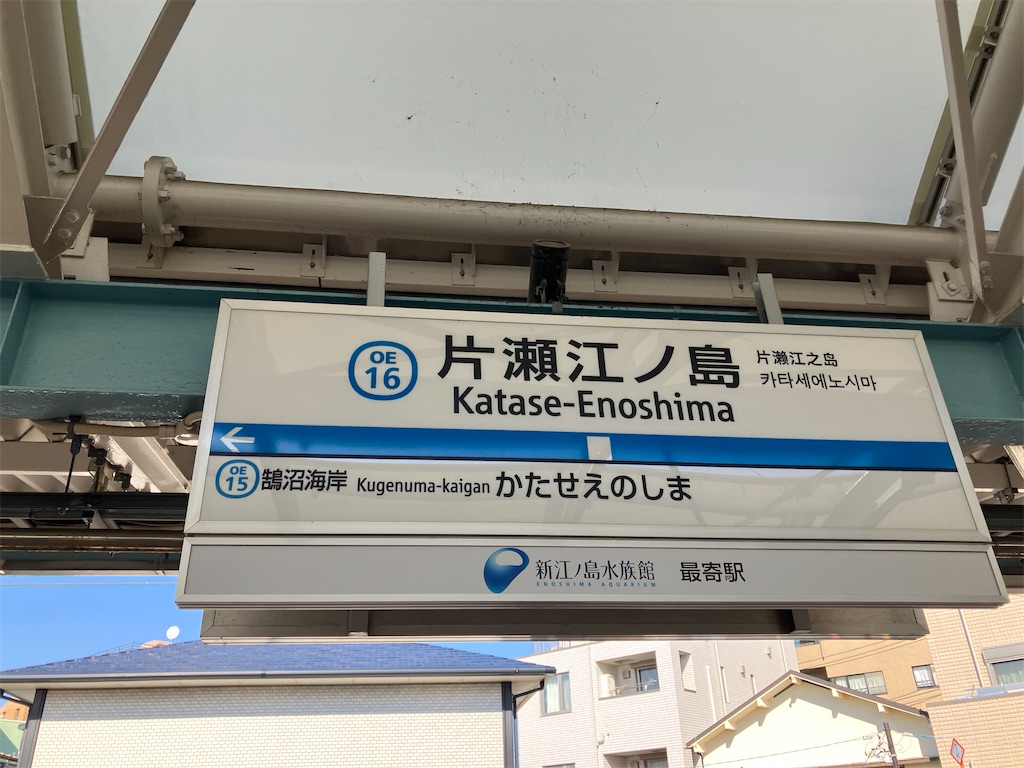 OE
16
片瀬江ノ島
Katase-Enoshima
片濑江之岛
카타세에노시마
OE
15
鵠沼海岸 Kugenuma-kaigan
かたせえのしま
新江ノ島水族館
ENOSHIMA AQUARIUM
最寄駅